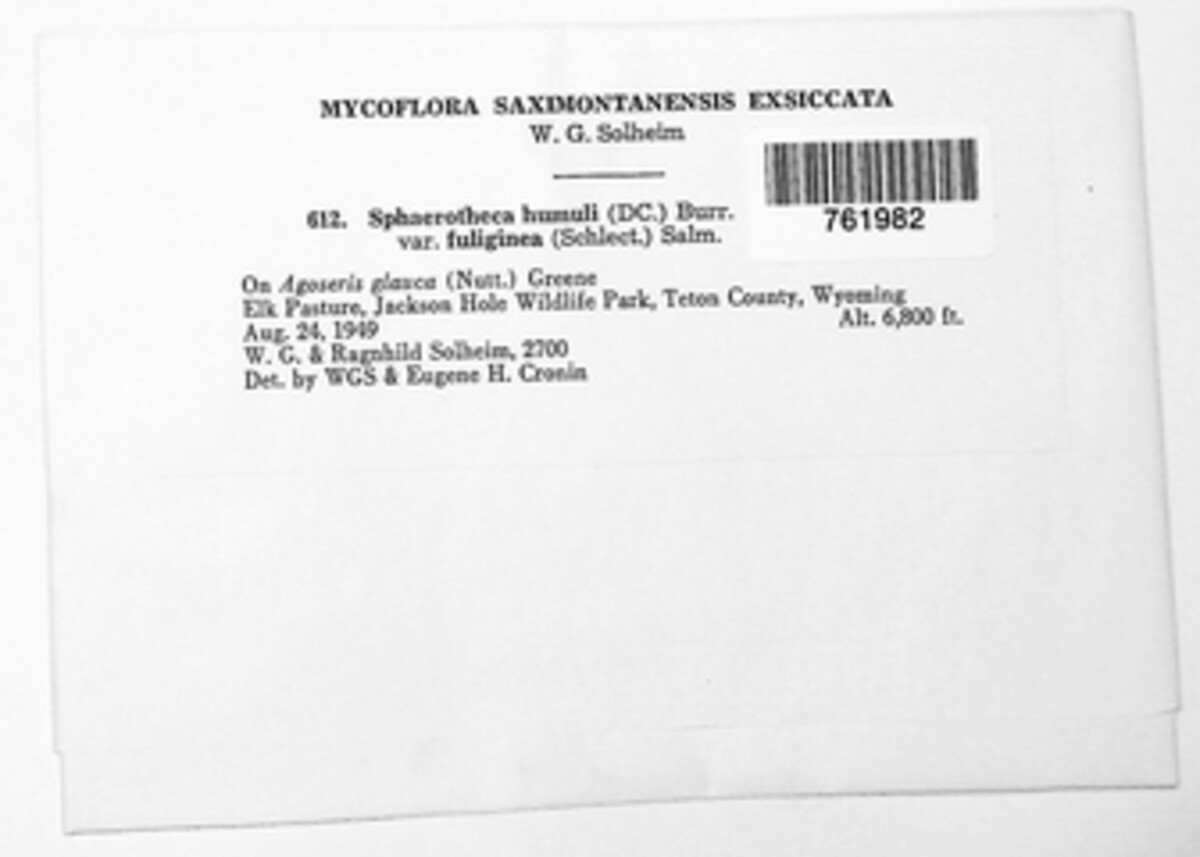 MYCOFLORA SAXIMONTANENSIS EXSICCATA
W. G. Solheim
761982
612. Sphaerotheca humuli (DC.) Burr.
var. fuliginea (Schlect.) Salm.
On Agoseris glauca (Nutt.) Greene
Elk Pasture, Jackson Hole Wildlife Park, Teton County, Wyoming
Alt. 6,800 ft.
Aug. 24, 1949
W. G. & Ragnhild Solheim, 2700
Det. by WGS & Eugene H. Cronin